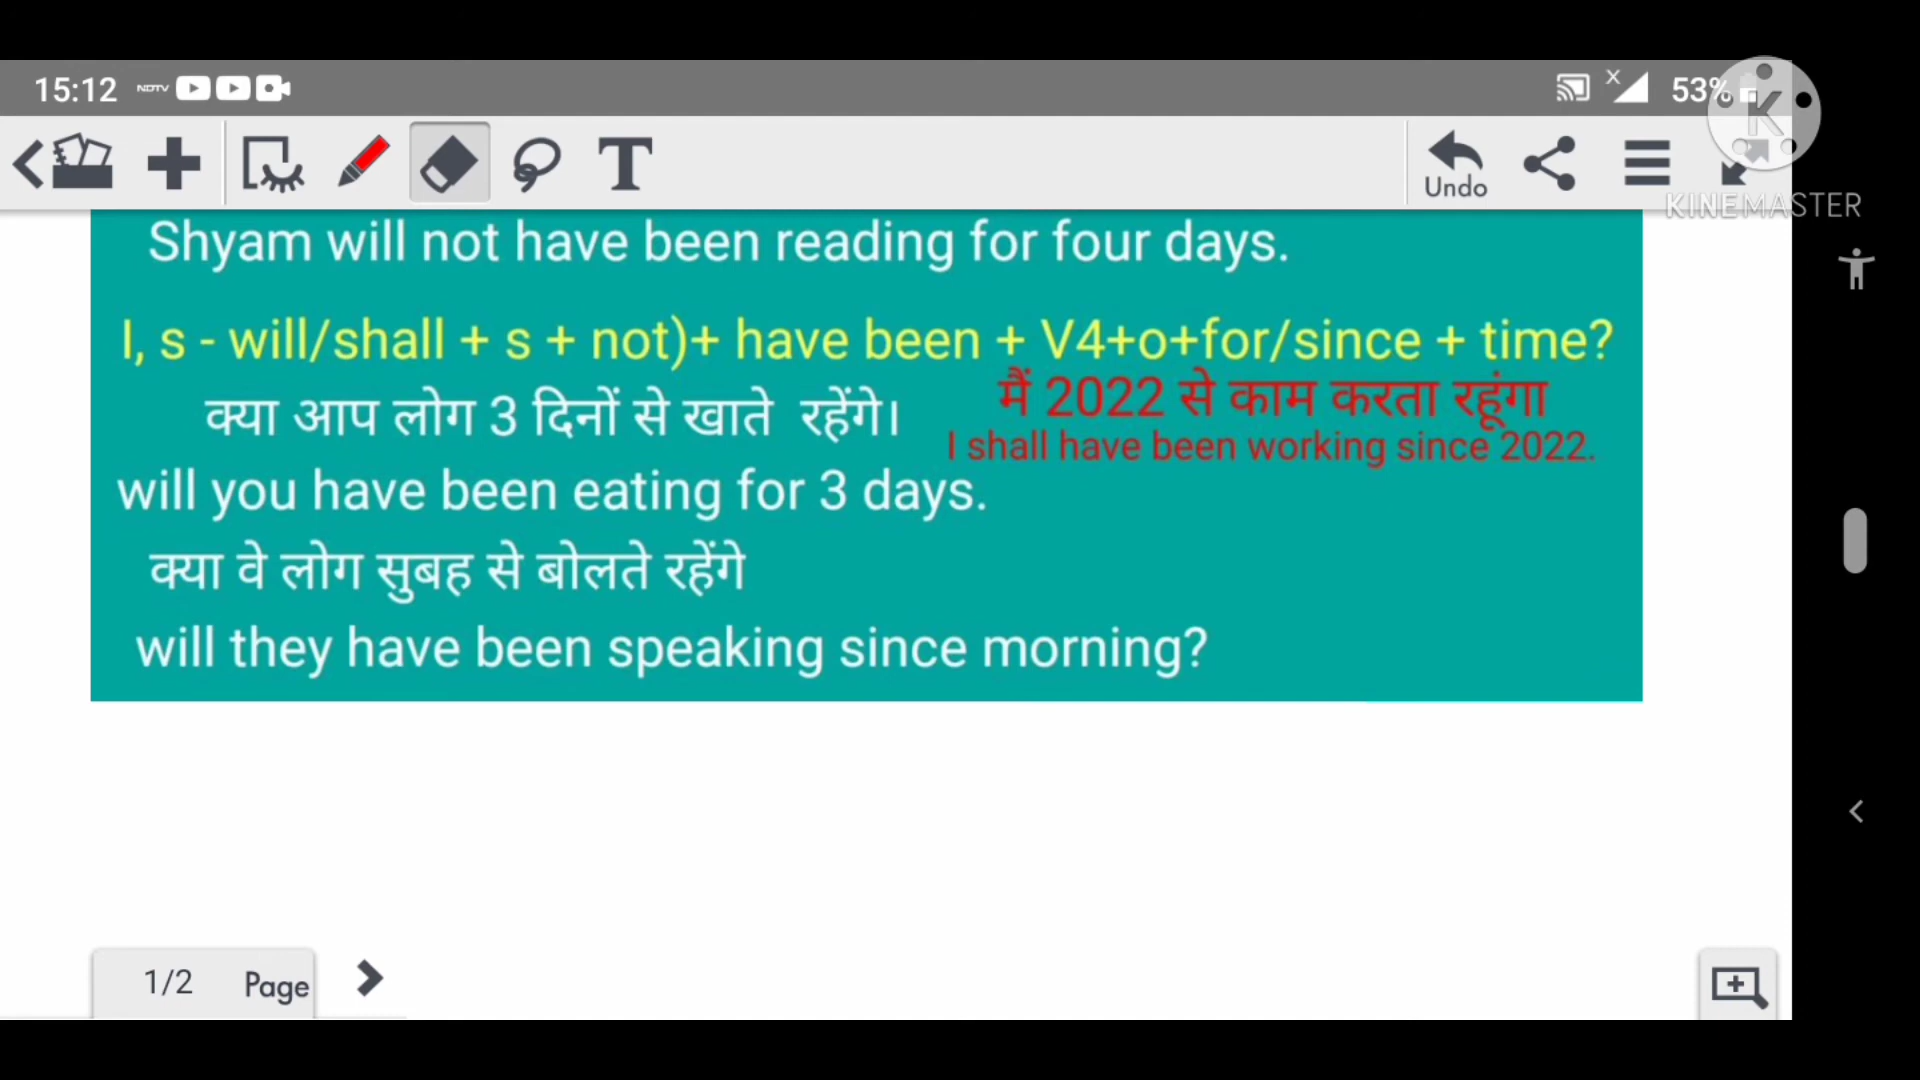 15:12 NDTV 53%
Undo
KINEMASTER
Shyam will not have been reading for four days.
I, s - will/shall + s + not)+ have been + V4+o+for/since + time?
मैं 2022 से काम करता रहूंगा
क्या आप लोग 3 दिनों से खाते रहेंगे।
I shall have been working since 2022.
will you have been eating for 3 days.
क्या वे लोग सुबह से बोलते रहेंगे
will they have been speaking since morning?
1/2 Page